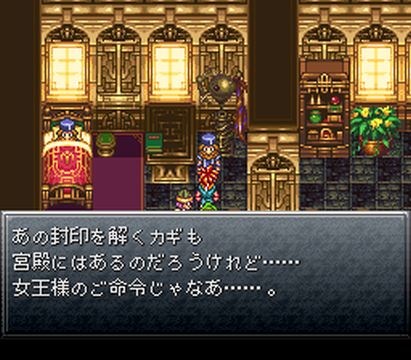 あの封印を解くカギも
宮殿にはあるのだろうけれど……
女王様のご命令じゃなあ……。